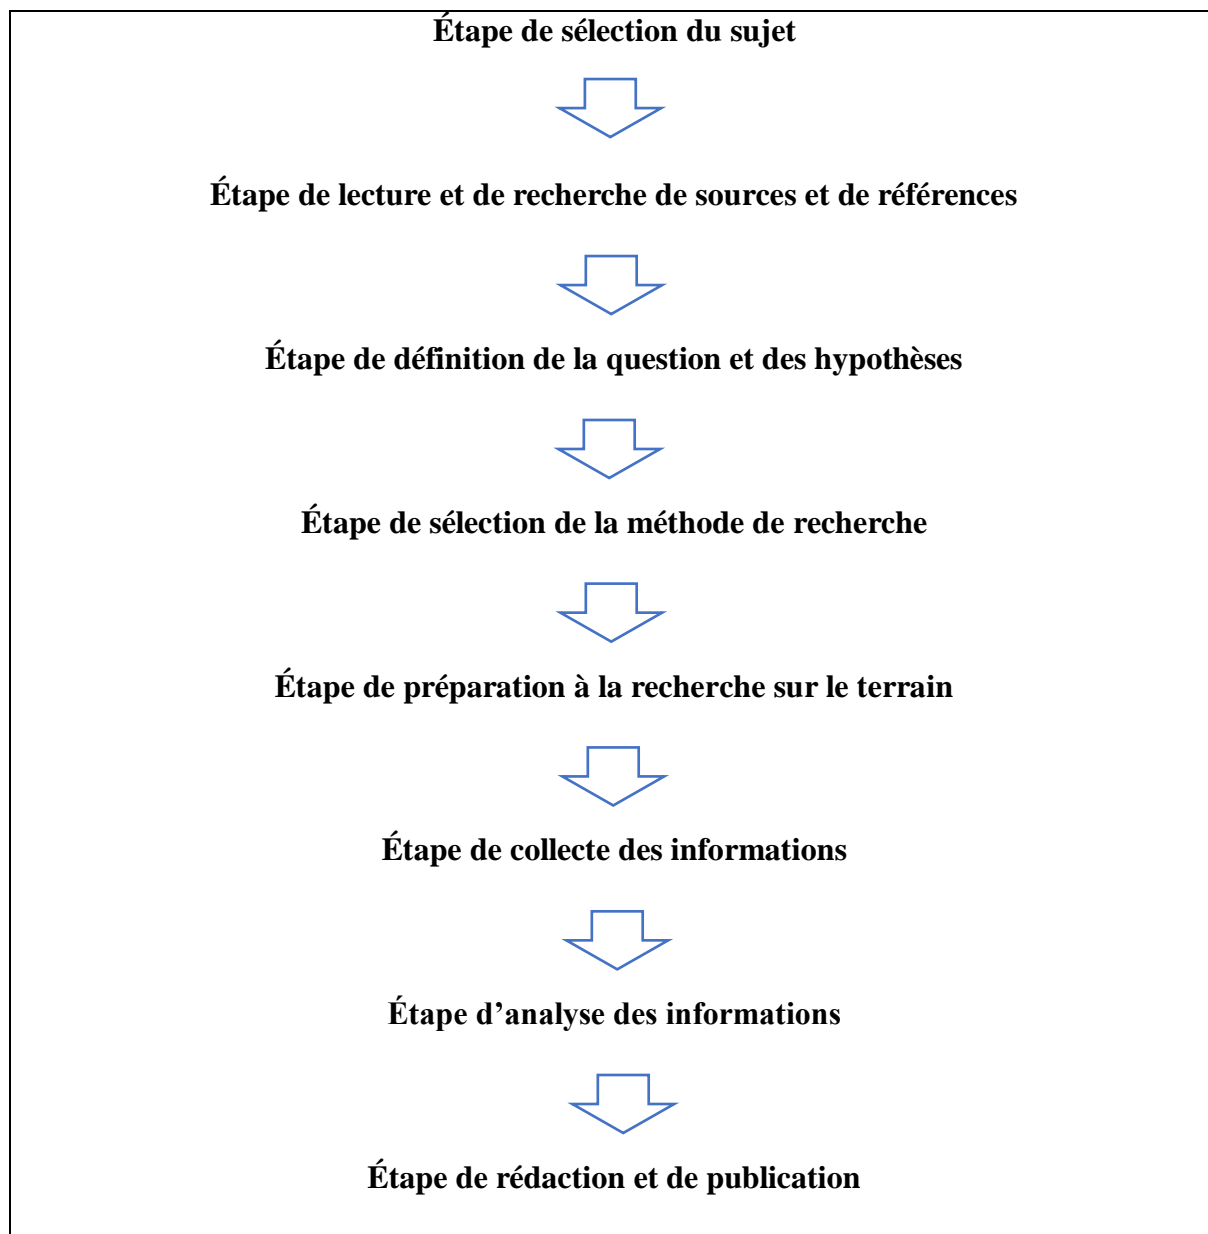 Étape de sélection du sujet
Étape de lecture et de recherche de sources et de références
Étape de définition de la question et des hypothèses
Étape de sélection de la méthode de recherche
Étape de préparation à la recherche sur le terrain
Étape de collecte des informations
Étape d’analyse des informations
Étape de rédaction et de publication